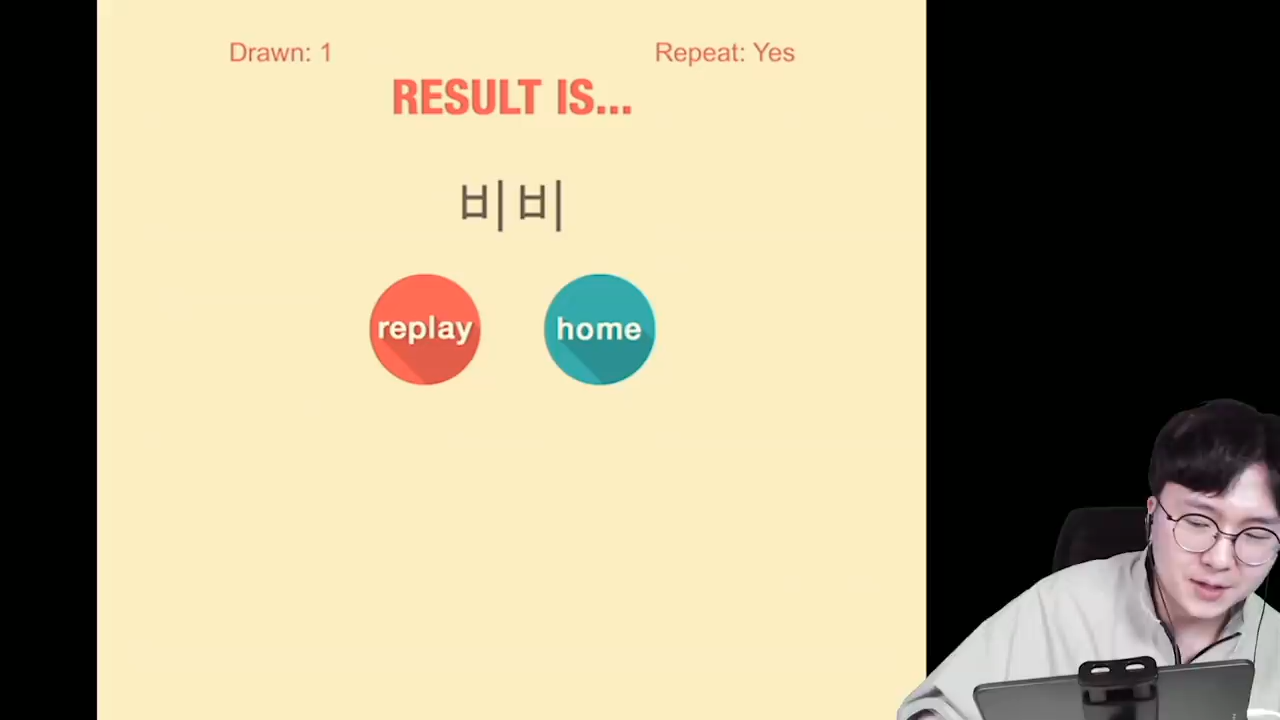 Drawn: 1
Repeat: Yes
RESULT IS...
비비
replay
home